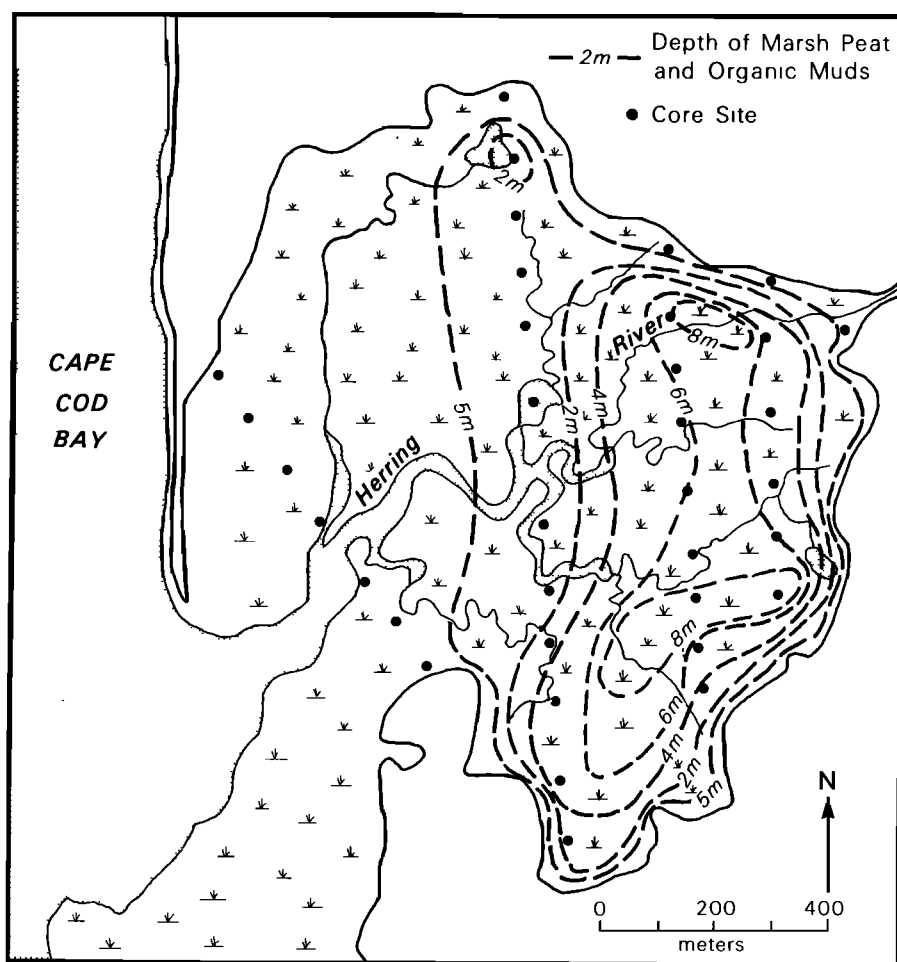 — 2m — Depth of Marsh Peat
and Organic Muds
● Core Site
2m
CAPE
COD
BAY
River
8m
5m
2m
4m
6m
Herring
8m
6m
4m
2m
5m
N
0 200 400
meters